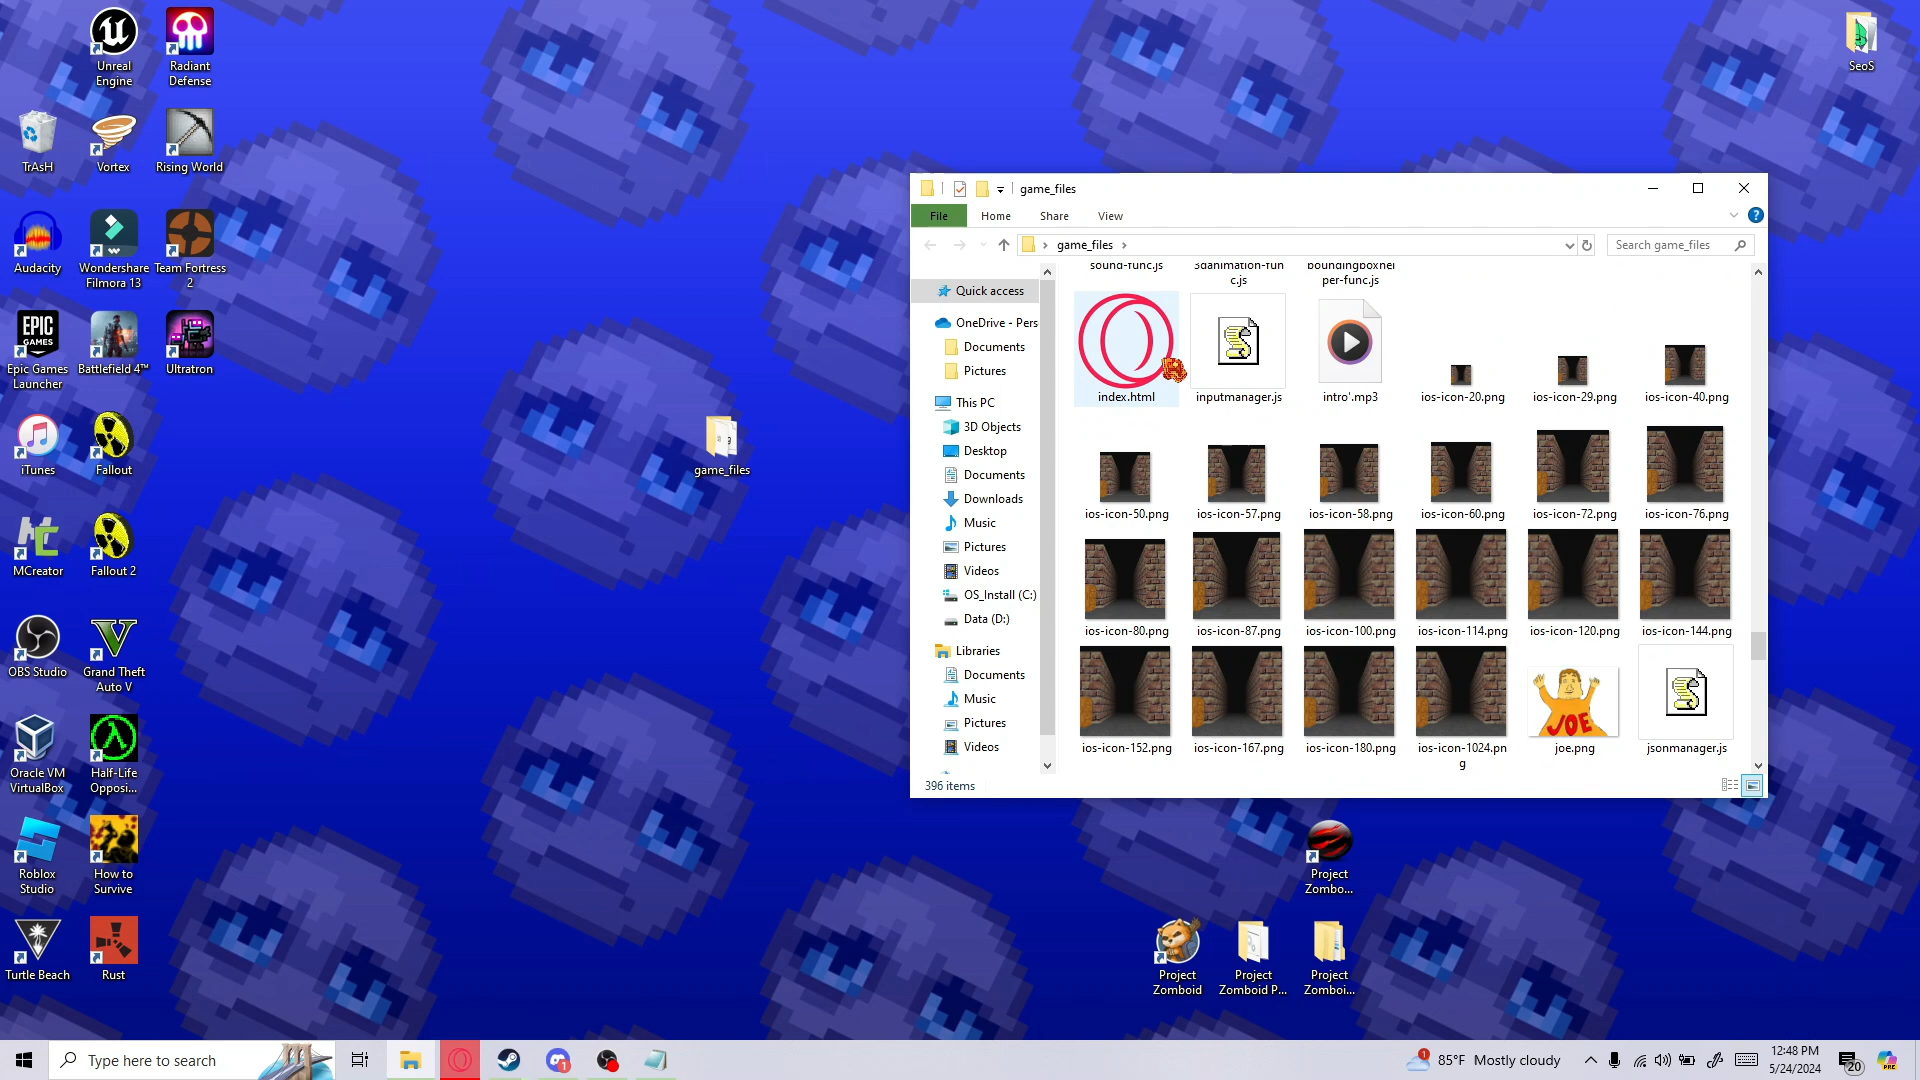 Unreal
Engine
Radiant
Defense
SeoS
TrAsH
Vortex
Rising World
Audacity
Wondershare
Filmora 13
Team Fortress
2
EPIC
GAMES
Epic Games
Launcher
Battlefield 4™
Ultratron
iTunes
Fallout
MCreator
Fallout 2
OBS Studio
Grand Theft
Auto V
Oracle VM
VirtualBox
Half-Life
Opposi...
Roblox
Studio
How to
Survive
Turtle Beach
Rust
game_files
game_files
File
Home
Share
View
game_files
Search game_files
Quick access
OneDrive - Pers
Documents
Pictures
This PC
3D Objects
Desktop
Documents
Downloads
Music
Pictures
Videos
OS_Install (C:)
Data (D:)
Libraries
Documents
Music
Pictures
Videos
sound-func.js
3danimation-fun
c.js
boundingboxhel
per-func.js
index.html
inputmanager.js
intro'.mp3
ios-icon-20.png
ios-icon-29.png
ios-icon-40.png
ios-icon-50.png
ios-icon-57.png
ios-icon-58.png
ios-icon-60.png
ios-icon-72.png
ios-icon-76.png
ios-icon-80.png
ios-icon-87.png
ios-icon-100.png
ios-icon-114.png
ios-icon-120.png
ios-icon-144.png
ios-icon-152.png
ios-icon-167.png
ios-icon-180.png
ios-icon-1024.pn
g
JOE
joe.png
jsonmanager.js
396 items
Project
Zombo...
Project
Zomboid
Project
Zomboid P...
Project
Zomboi...
Type here to search
1
1
85°F Mostly cloudy
12:48 PM
5/24/2024
20
PRE